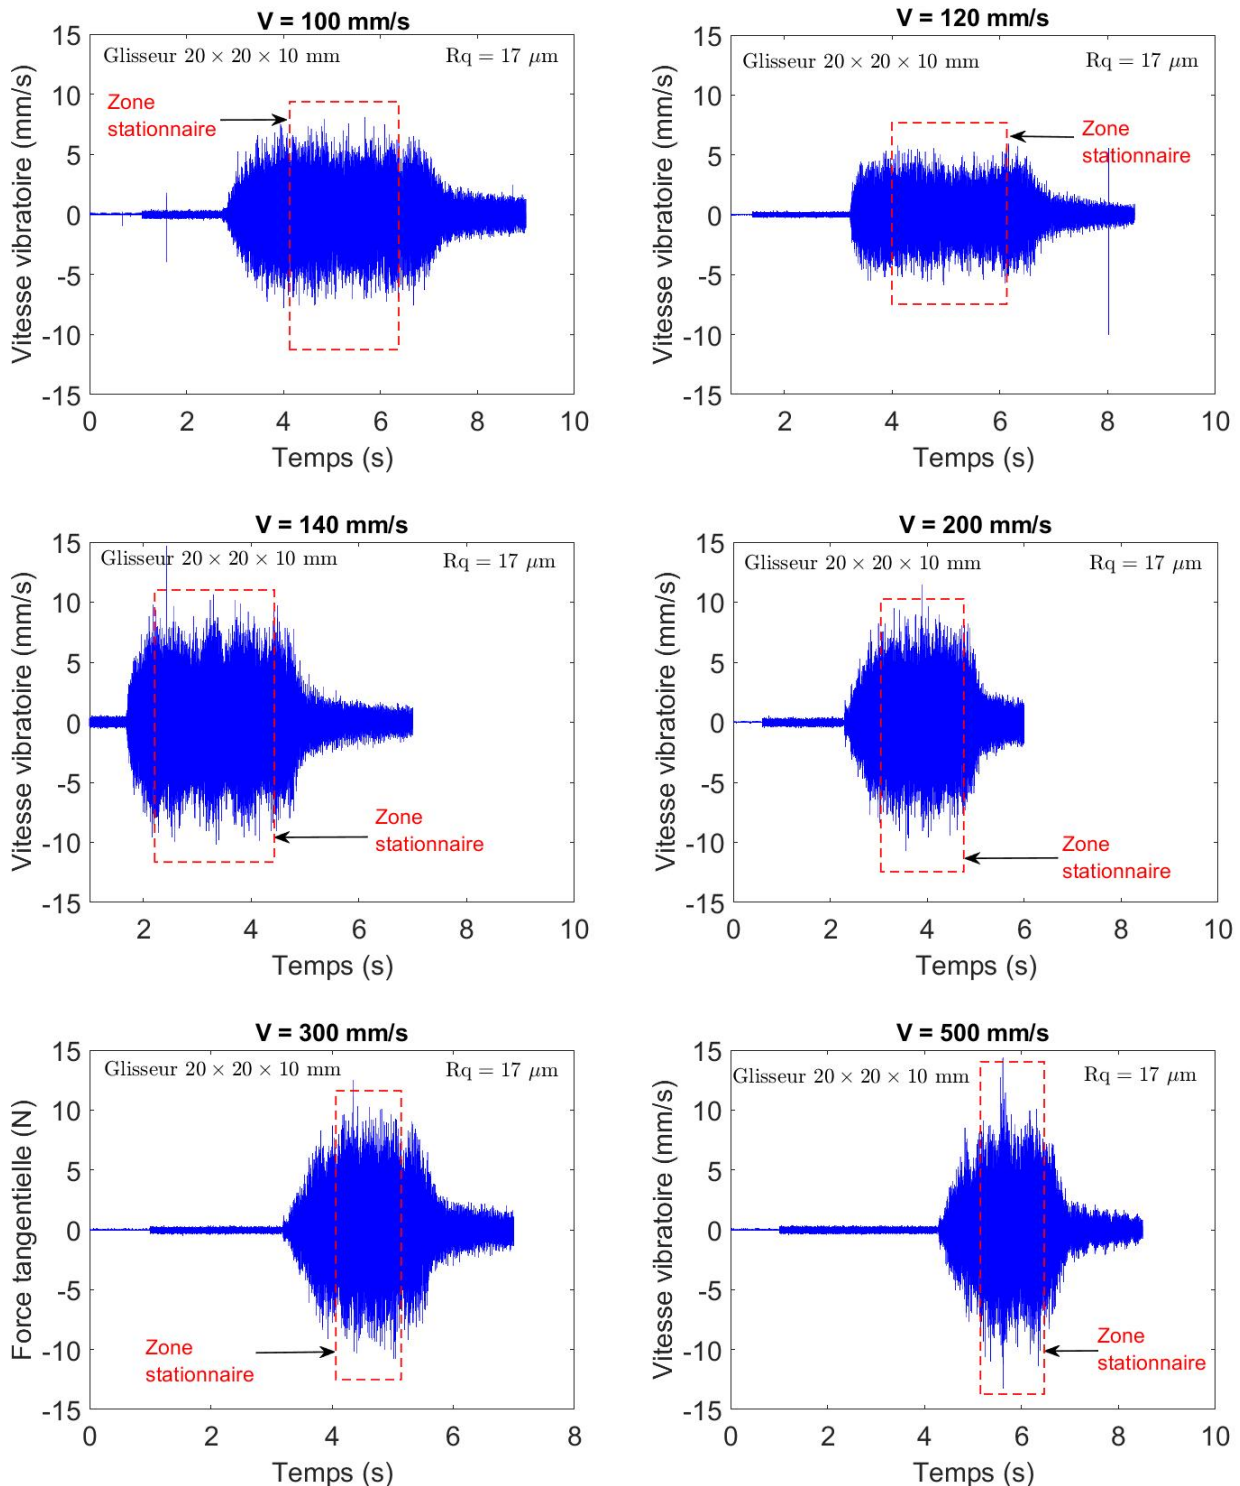 V = 100 mm/s
Glisseur 20 × 20 × 10 mm
Rq = 17 μm
Zone
stationnaire
Vitesse vibratoire (mm/s)
15
10
5
0
-5
-10
-15
0 2 4 6 8 10
Temps (s)
V = 120 mm/s
Glisseur 20 × 20 × 10 mm
Rq = 17 μm
Zone
stationnaire
Vitesse vibratoire (mm/s)
15
10
5
0
-5
-10
-15
2 4 6 8 10
Temps (s)
V = 140 mm/s
Glisseur 20 × 20 × 10 mm
Rq = 17 μm
Zone
stationnaire
Vitesse vibratoire (mm/s)
15
10
5
0
-5
-10
-15
2 4 6 8 10
Temps (s)
V = 200 mm/s
Glisseur 20 × 20 × 10 mm
Rq = 17 μm
Zone
stationnaire
Vitesse vibratoire (mm/s)
15
10
5
0
-5
-10
-15
0 2 4 6 8 10
Temps (s)
V = 300 mm/s
Glisseur 20 × 20 × 10 mm
Rq = 17 μm
Zone
stationnaire
Force tangentielle (N)
15
10
5
0
-5
-10
-15
0 2 4 6 8
Temps (s)
V = 500 mm/s
Glisseur 20 × 20 × 10 mm
Rq = 17 μm
Zone
stationnaire
Vitesse vibratoire (mm/s)
15
10
5
0
-5
-10
-15
0 2 4 6 8 10
Temps (s)